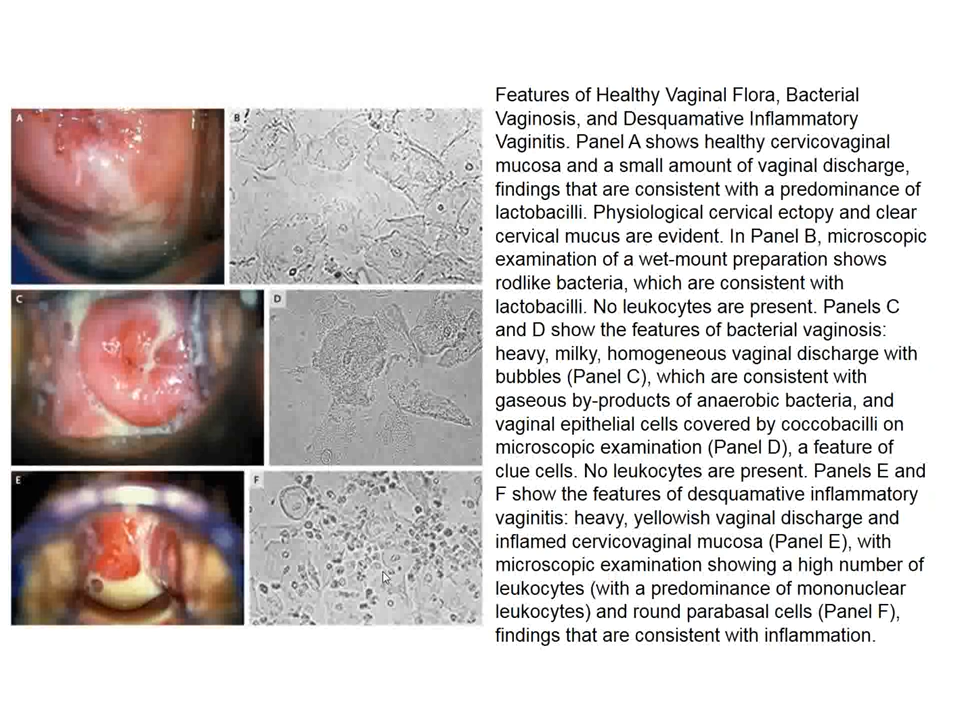 A
B
C
D
E
F
Features of Healthy Vaginal Flora, Bacterial
Vaginosis, and Desquamative Inflammatory
Vaginitis. Panel A shows healthy cervicovaginal
mucosa and a small amount of vaginal discharge,
findings that are consistent with a predominance of
lactobacilli. Physiological cervical ectopy and clear
cervical mucus are evident. In Panel B, microscopic
examination of a wet-mount preparation shows
rodlike bacteria, which are consistent with
lactobacilli. No leukocytes are present. Panels C
and D show the features of bacterial vaginosis:
heavy, milky, homogeneous vaginal discharge with
bubbles (Panel C), which are consistent with
gaseous by-products of anaerobic bacteria, and
vaginal epithelial cells covered by coccobacilli on
microscopic examination (Panel D), a feature of
clue cells. No leukocytes are present. Panels E and
F show the features of desquamative inflammatory
vaginitis: heavy, yellowish vaginal discharge and
inflamed cervicovaginal mucosa (Panel E), with
microscopic examination showing a high number of
leukocytes (with a predominance of mononuclear
leukocytes) and round parabasal cells (Panel F),
findings that are consistent with inflammation.